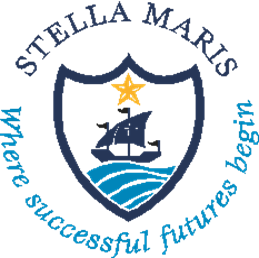 STELLA MARIS
Where successful futures begin